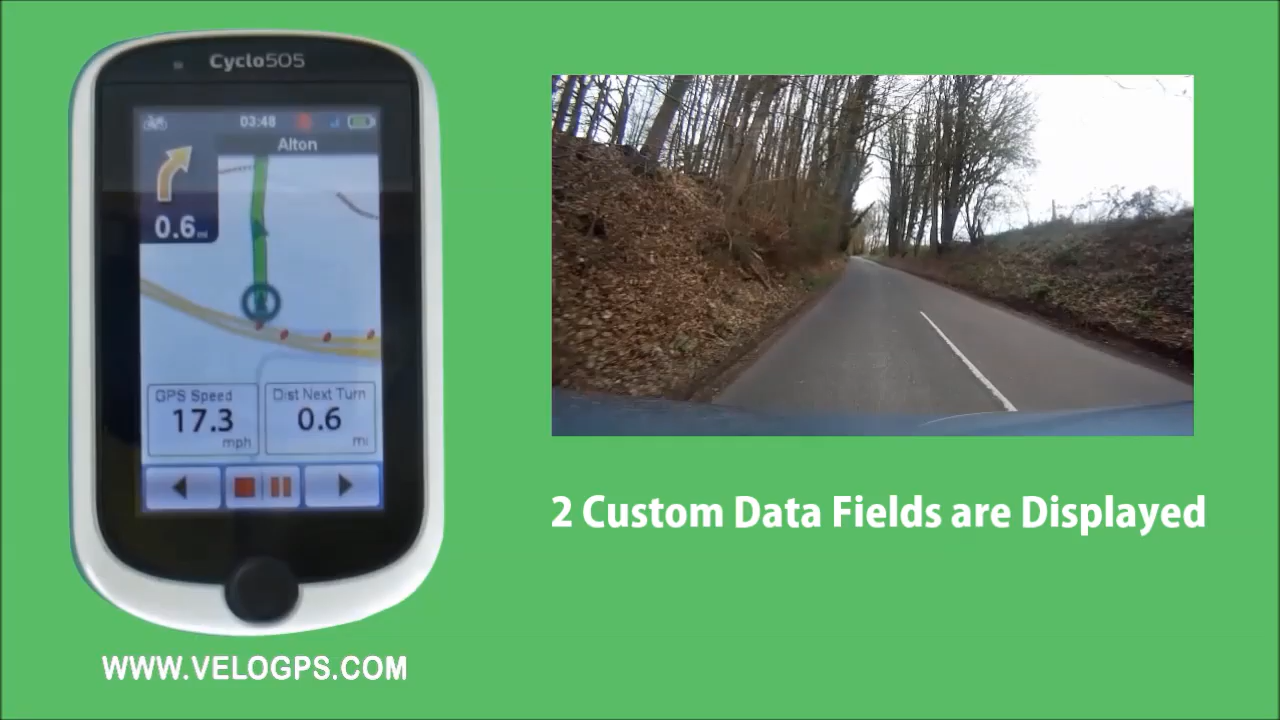 Cyclo505
03:48
Alton
0.6 mi
GPS Speed
17.3
mph
Dist Next Turn
0.6
mi
2 Custom Data Fields are Displayed
WWW.VELOGPS.COM